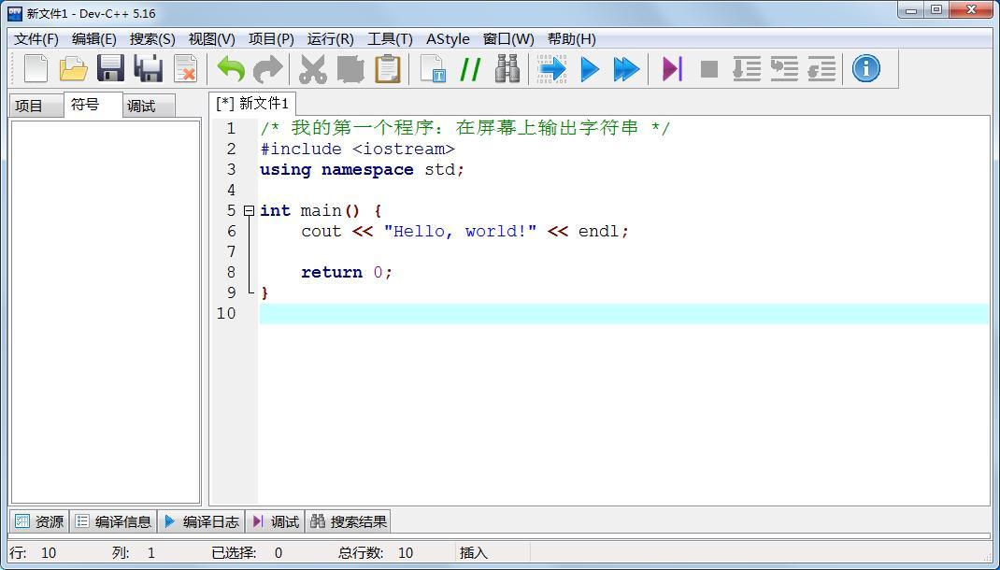 新文件1 - Dev-C++ 5.16
文件(F) 编辑(E) 搜索(S) 视图(V) 项目(P) 运行(R) 工具(T) AStyle 窗口(W) 帮助(H)
项目 符号 调试
[*] 新文件1
1 /* 我的第一个程序: 在屏幕上输出字符串 */
2 #include <iostream>
3 using namespace std;
4
5 int main() {
6 cout << "Hello, world!" << endl;
7
8 return 0;
9 }
10
资源 编译信息 编译日志 调试 搜索结果
行: 10 列: 1 已选择: 0 总行数: 10 插入